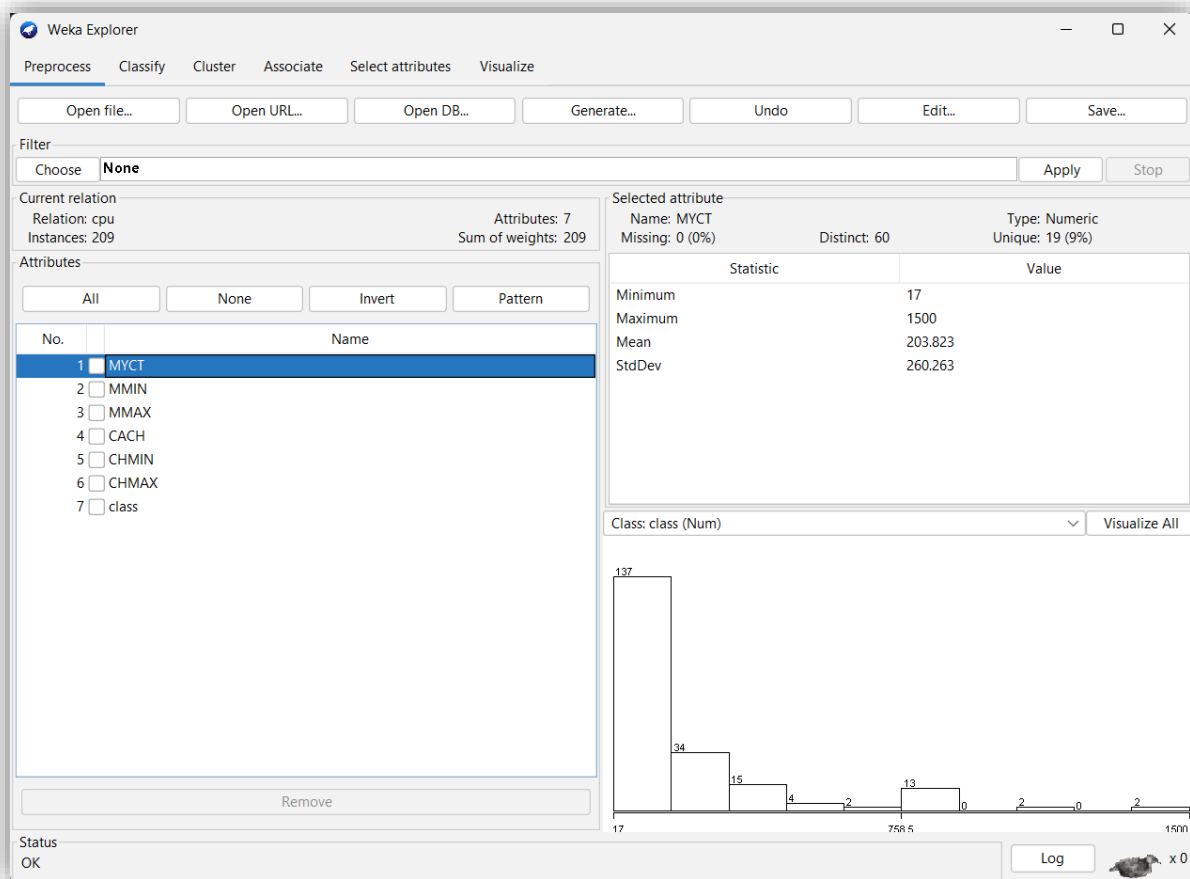 Weka Explorer
Preprocess Classify Cluster Associate Select attributes Visualize
Open file... Open URL... Open DB... Generate... Undo Edit... Save...
Filter
Choose None Apply Stop
Current relation
Relation: cpu Attributes: 7
Instances: 209 Sum of weights: 209
Attributes
All None Invert Pattern
No. Name
1 MYCT
2 MMIN
3 MMAX
4 CACH
5 CHMIN
6 CHMAX
7 class
Remove
Selected attribute
Name: MYCT Type: Numeric
Missing: 0 (0%) Distinct: 60 Unique: 19 (9%)
Statistic Value
Minimum 17
Maximum 1500
Mean 203.823
StdDev 260.263
Class: class (Num) Visualize All
137
34
15
4
2
13
0
2
0
2
17 758.5 1500
Status
OK
Log x 0